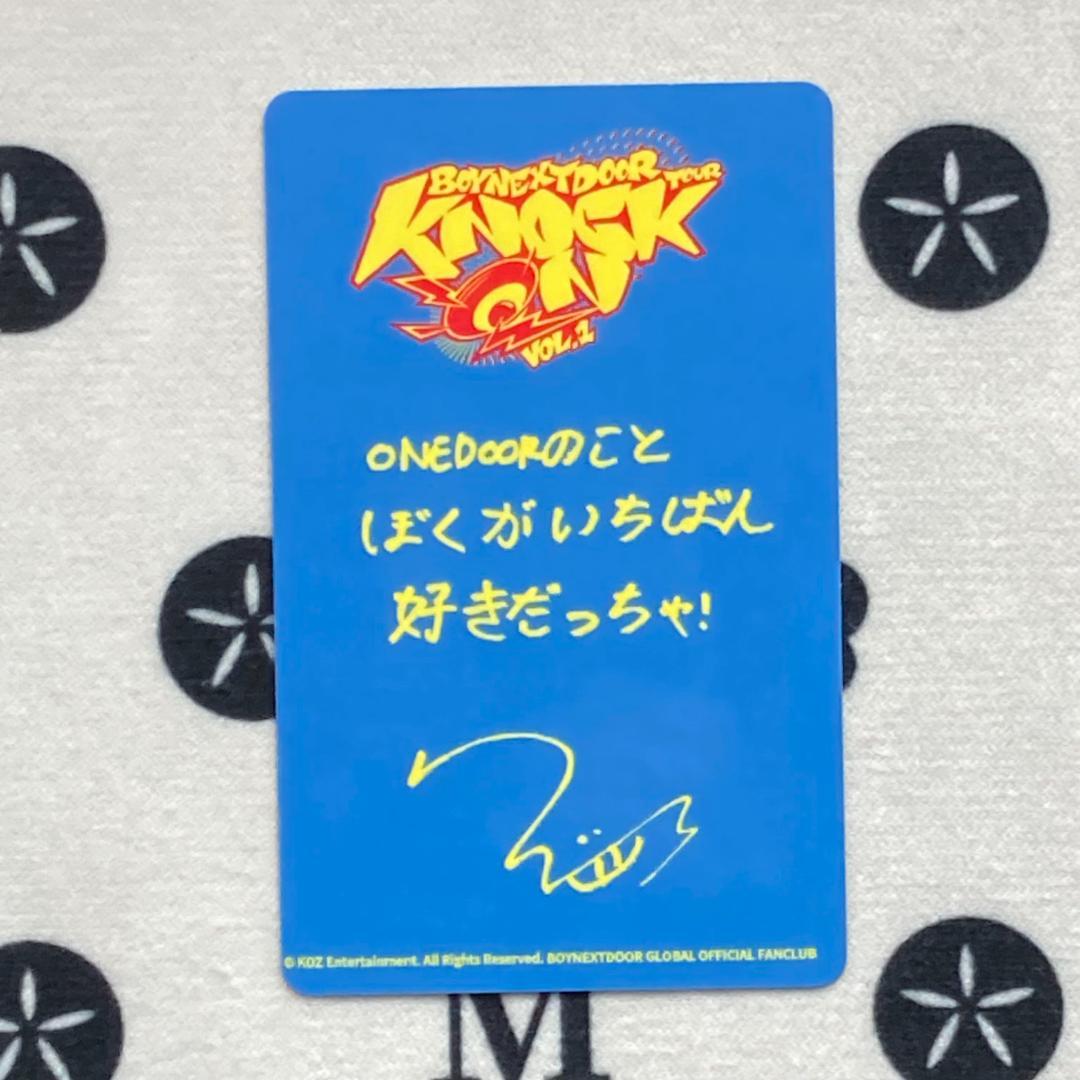 BOYNEXTDOOR TOUR
KNOCK
ON
VOL.1
ONEDOORのこと
ぼくがいちばん
好きだっちゃ!
© KOZ Entertainment. All Rights Reserved. BOYNEXTDOOR GLOBAL OFFICIAL FANCLUB
M